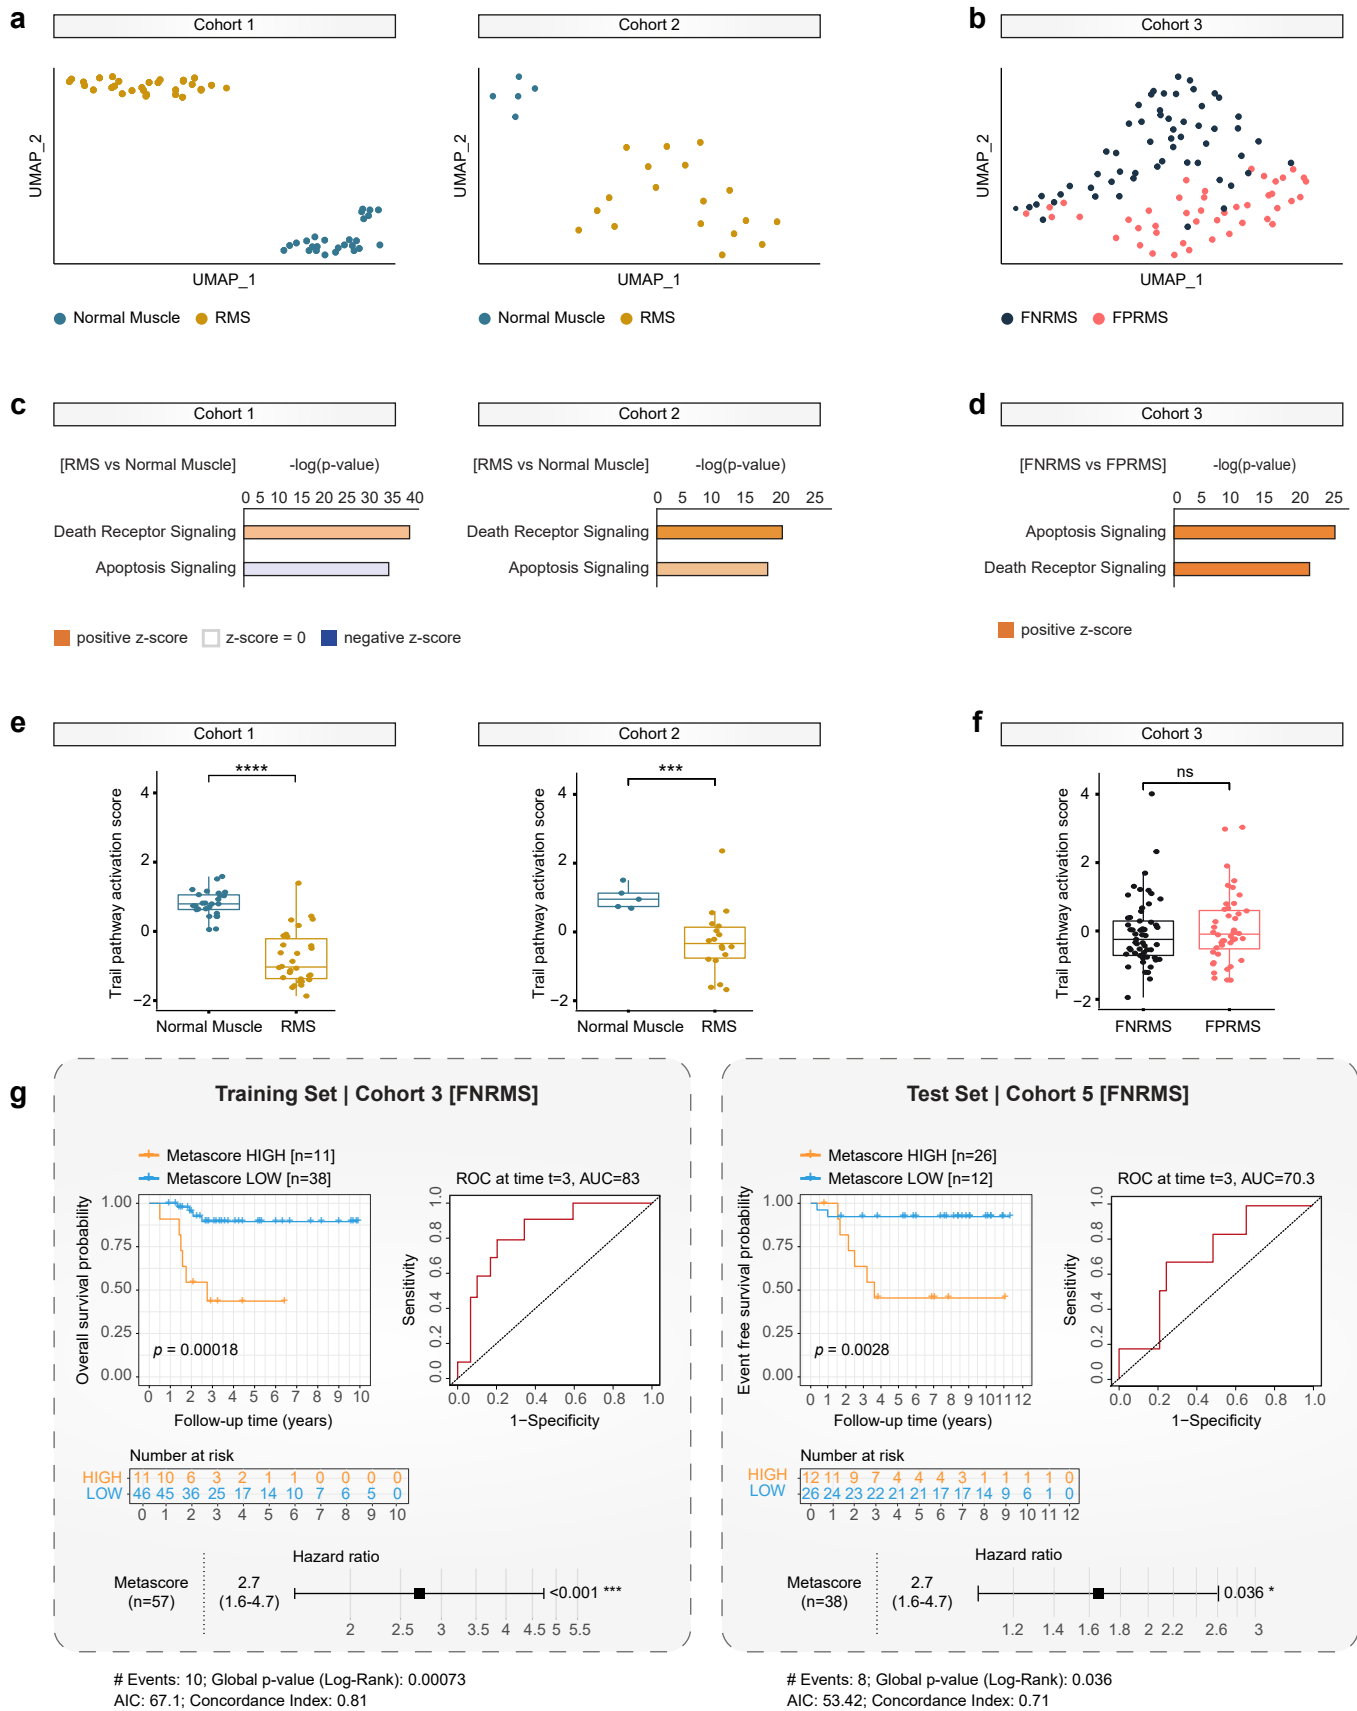 a
Cohort 1
Cohort 2
b
Cohort 3
UMAP_2
UMAP_1
UMAP_2
UMAP_1
UMAP_2
UMAP_1
Normal Muscle RMS
Normal Muscle RMS
FNRMS FPRMS
c
Cohort 1
[RMS vs Normal Muscle] -log(p-value)
0 5 10 15 20 25 30 35 40
Death Receptor Signaling
Apoptosis Signaling
Cohort 2
[RMS vs Normal Muscle] -log(p-value)
0 5 10 15 20 25
Death Receptor Signaling
Apoptosis Signaling
positive z-score z-score = 0 negative z-score
d
Cohort 3
[FNRMS vs FPRMS] -log(p-value)
0 5 10 15 20 25
Apoptosis Signaling
Death Receptor Signaling
positive z-score
e
Cohort 1
****
Trail pathway activation score
4
2
0
−2
Normal Muscle RMS
Cohort 2
***
Trail pathway activation score
4
2
0
−2
Normal Muscle RMS
f
Cohort 3
ns
Trail pathway activation score
4
2
0
−2
FNRMS FPRMS
g
Training Set | Cohort 3 [FNRMS]
Metascore HIGH [n=11]
Metascore LOW [n=38]
Overall survival probability
1.00
0.75
0.50
0.25
0.00
p = 0.00018
0 1 2 3 4 5 6 7 8 9 10
Follow-up time (years)
ROC at time t=3, AUC=83
Sensitivity
0.0 0.2 0.4 0.6 0.8 1.0
0.0 0.2 0.4 0.6 0.8 1.0
1−Specificity
Number at risk
HIGH 11 10 6 3 2 1 1 0 0 0 0
LOW 46 45 36 25 17 14 10 7 6 5 0
0 1 2 3 4 5 6 7 8 9 10
Hazard ratio
Metascore
(n=57)
2.7
(1.6-4.7)
<0.001 ***
2 2.5 3 3.5 4 4.5 5 5.5
# Events: 10; Global p-value (Log-Rank): 0.00073
AIC: 67.1; Concordance Index: 0.81
Test Set | Cohort 5 [FNRMS]
Metascore HIGH [n=26]
Metascore LOW [n=12]
Event free survival probability
1.00
0.75
0.50
0.25
0.00
p = 0.0028
0 1 2 3 4 5 6 7 8 9 10 11 12
Follow-up time (years)
ROC at time t=3, AUC=70.3
Sensitivity
0.0 0.2 0.4 0.6 0.8 1.0
0.0 0.2 0.4 0.6 0.8 1.0
1−Specificity
Number at risk
HIGH 12 11 9 7 4 4 4 3 1 1 1 1 0
LOW 26 24 23 22 21 21 17 17 14 9 6 1 0
0 1 2 3 4 5 6 7 8 9 10 11 12
Hazard ratio
Metascore
(n=38)
2.7
(1.6-4.7)
0.036 *
1.2 1.4 1.6 1.8 2 2.2 2.6 3
# Events: 8; Global p-value (Log-Rank): 0.036
AIC: 53.42; Concordance Index: 0.71